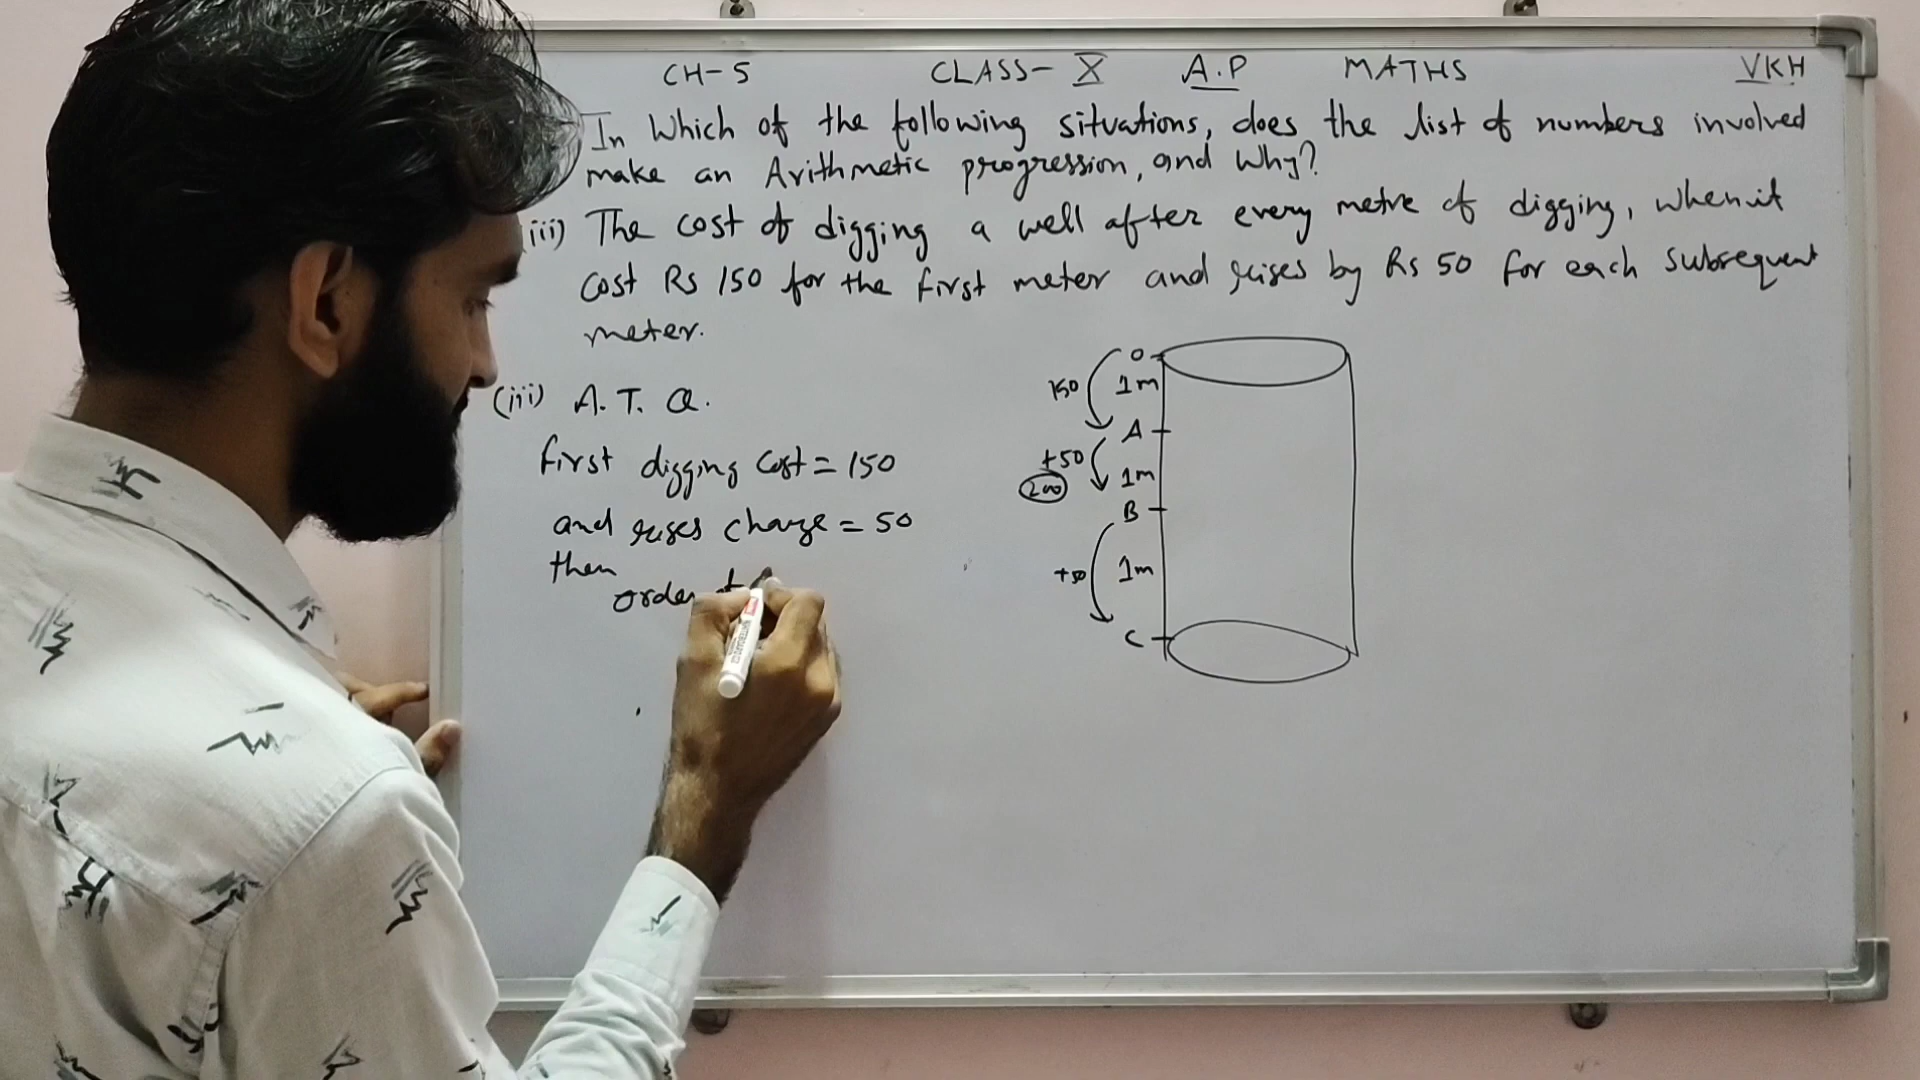 CH-5 CLASS- X A.P MATHS VKH
In Which of the following situations, does the list of numbers involved
make an Arithmetic progression, and Why?
(iii) The cost of digging a well after every metre of digging, when it
cost Rs 150 for the first meter and rises by Rs 50 for each subsequent
meter.
(iii) A.T.Q.
first digging cost = 150
and rises charge = 50
then
order of
O
150 1m
A
+50 1m
200
B
+50 1m
C